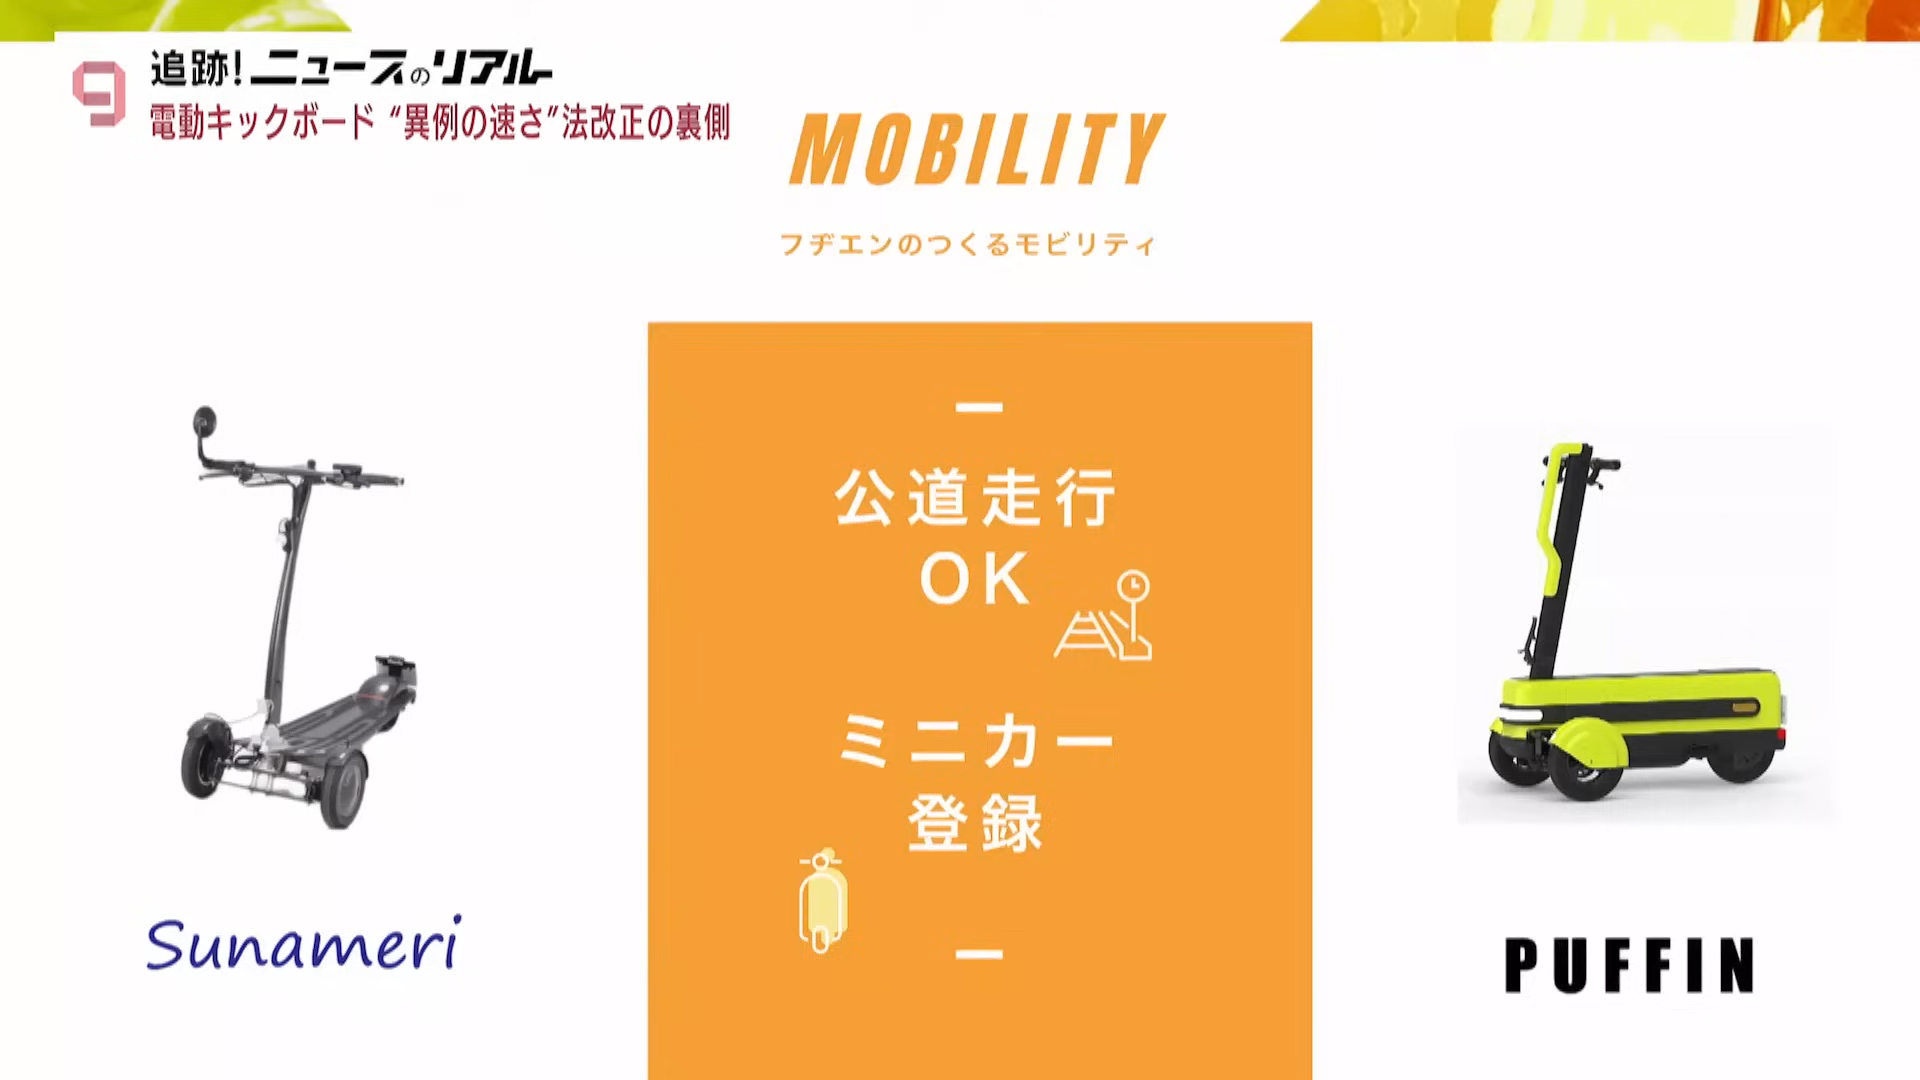 9
追跡!ニュースのリアル
電動キックボード “異例の速さ”法改正の裏側
MOBILITY
フヂエンのつくるモビリティ
公道走行
OK
ミニカー
登録
Sunameri
PUFFIN